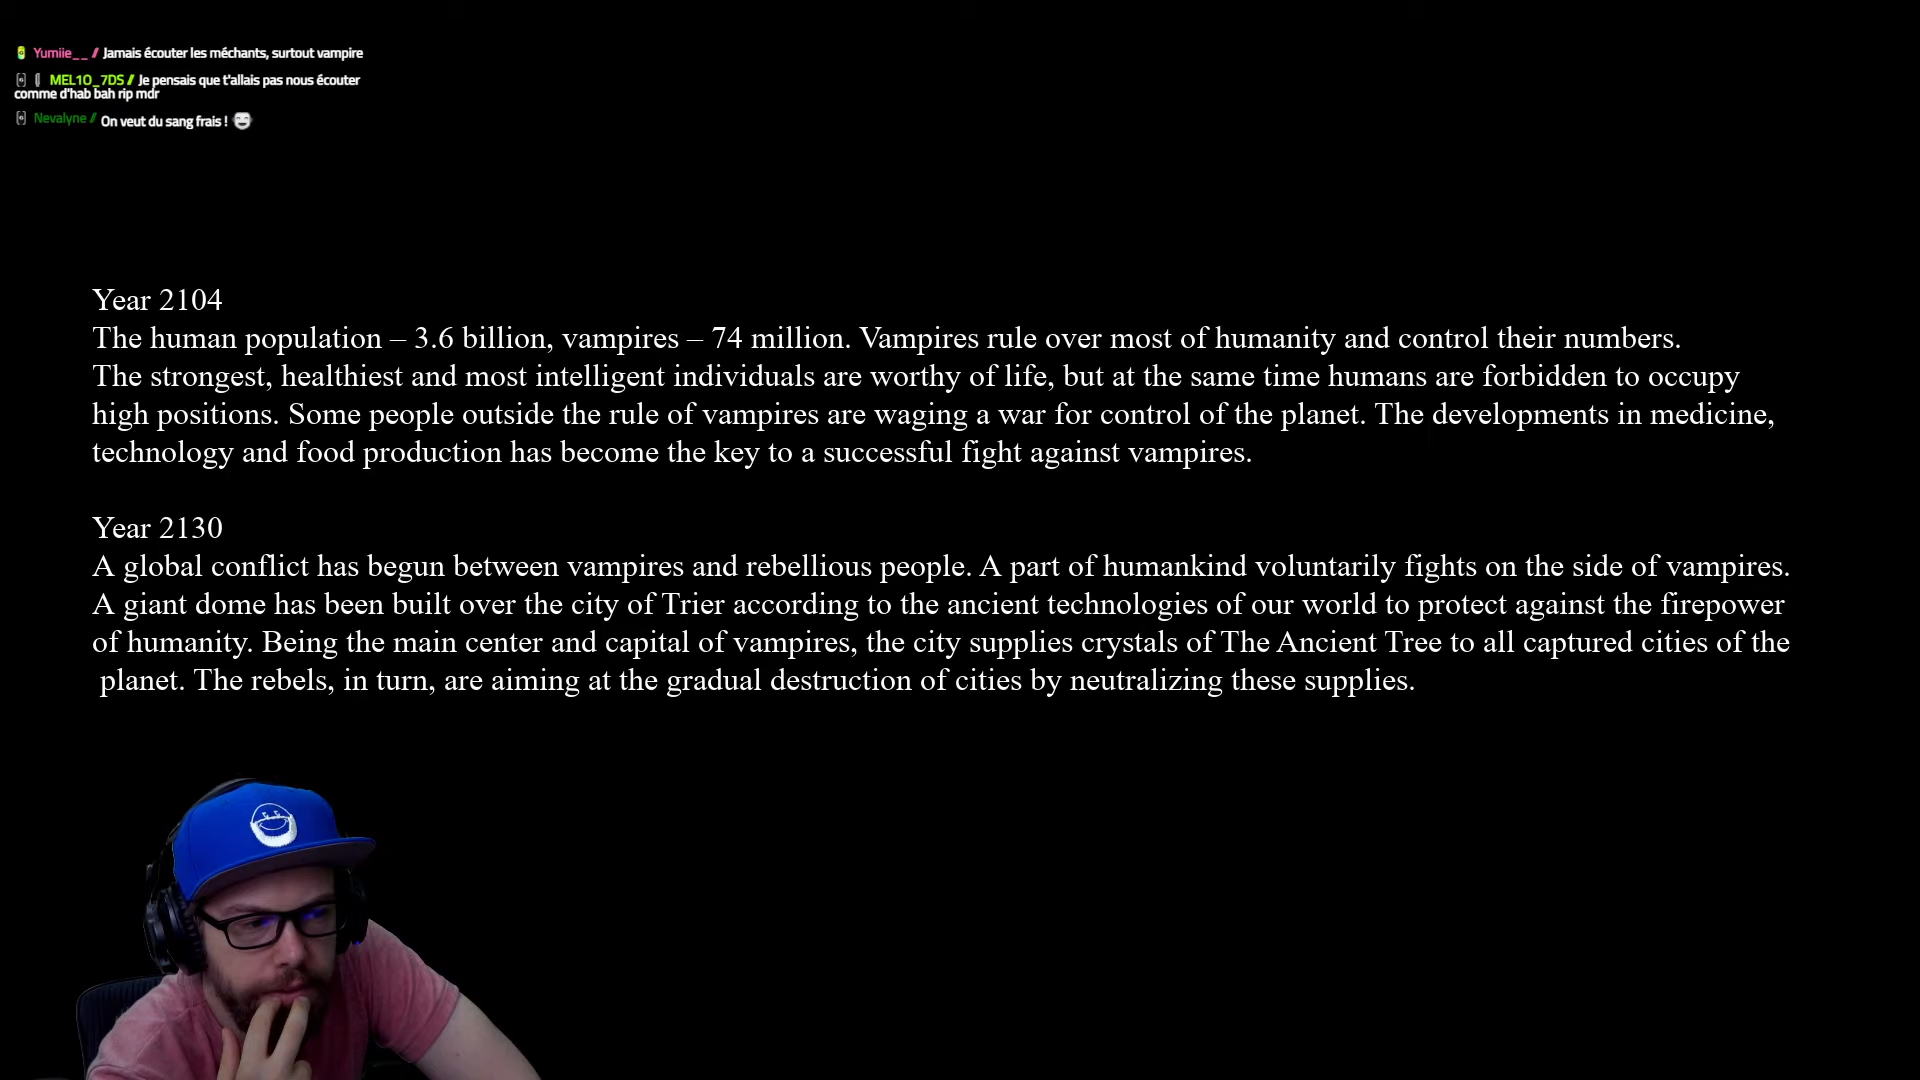 Yumiie__ // Jamais écouter les méchants, surtout vampire
MEL1O_7DS // Je pensais que t'allais pas nous écouter
comme d'hab bah rip mdr
Nevalyne // On veut du sang frais !
Year 2104
The human population – 3.6 billion, vampires – 74 million. Vampires rule over most of humanity and control their numbers.
The strongest, healthiest and most intelligent individuals are worthy of life, but at the same time humans are forbidden to occupy
high positions. Some people outside the rule of vampires are waging a war for control of the planet. The developments in medicine,
technology and food production has become the key to a successful fight against vampires.
Year 2130
A global conflict has begun between vampires and rebellious people. A part of humankind voluntarily fights on the side of vampires.
A giant dome has been built over the city of Trier according to the ancient technologies of our world to protect against the firepower
of humanity. Being the main center and capital of vampires, the city supplies crystals of The Ancient Tree to all captured cities of the
planet. The rebels, in turn, are aiming at the gradual destruction of cities by neutralizing these supplies.